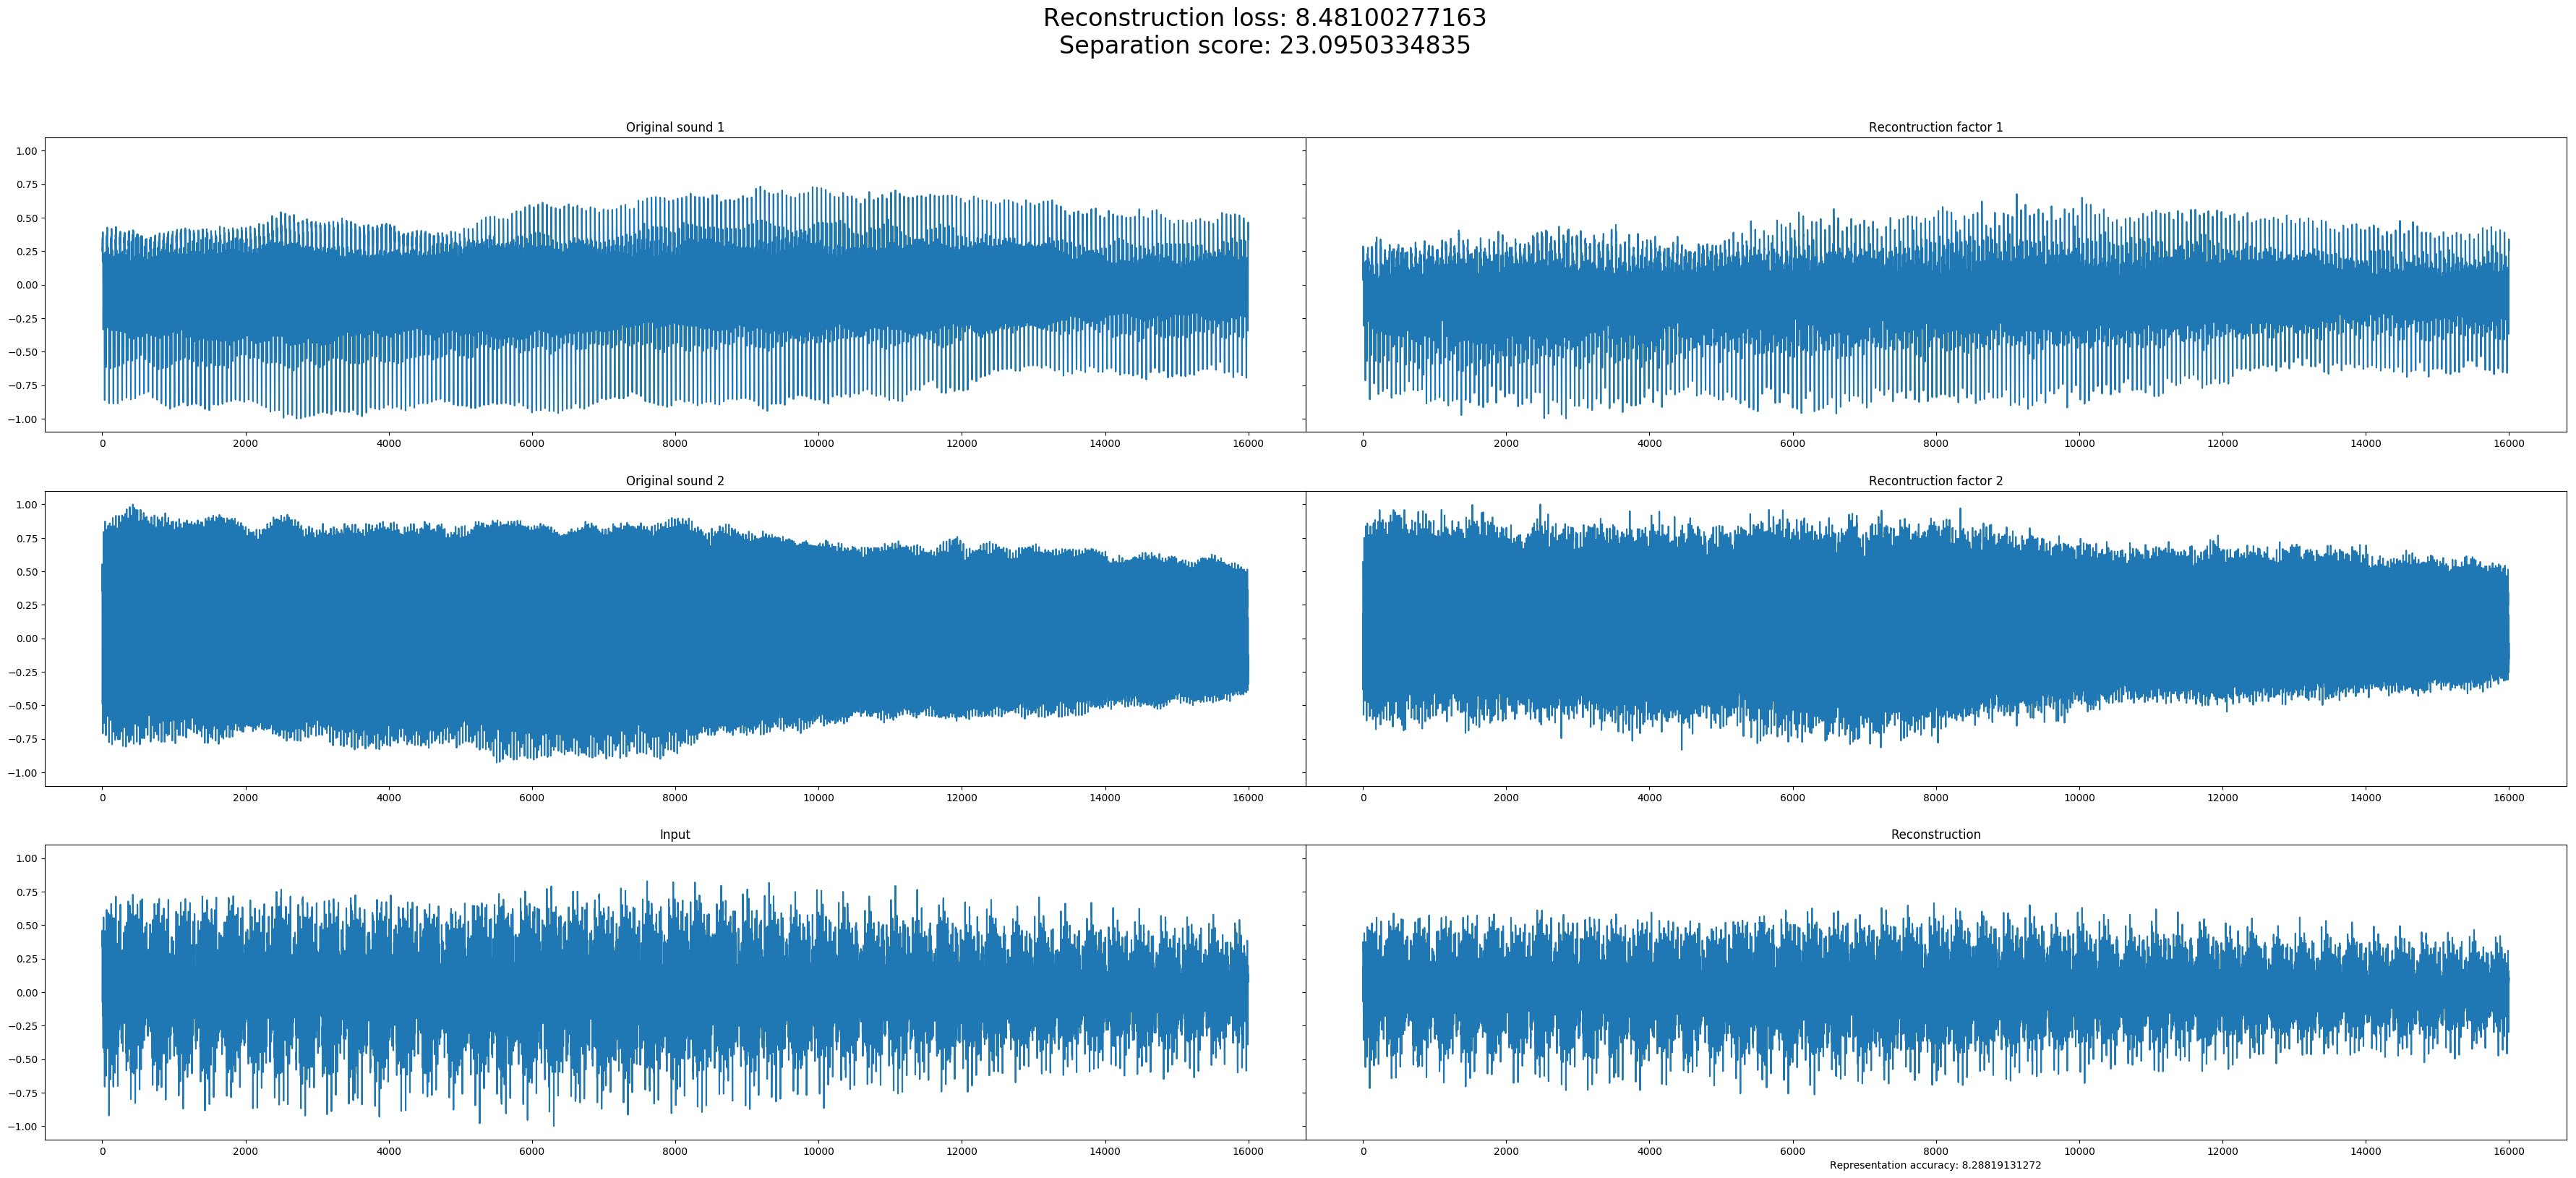 Reconstruction loss: 8.48100277163
Separation score: 23.0950334835
Original sound 1
Recontruction factor 1
1.00
0.75
0.50
0.25
0.00
−0.25
−0.50
−0.75
−1.00
0 2000 4000 6000 8000 10000 12000 14000 16000
0 2000 4000 6000 8000 10000 12000 14000 16000
Original sound 2
Recontruction factor 2
1.00
0.75
0.50
0.25
0.00
−0.25
−0.50
−0.75
−1.00
0 2000 4000 6000 8000 10000 12000 14000 16000
0 2000 4000 6000 8000 10000 12000 14000 16000
Input
Reconstruction
1.00
0.75
0.50
0.25
0.00
−0.25
−0.50
−0.75
−1.00
0 2000 4000 6000 8000 10000 12000 14000 16000
0 2000 4000 6000 8000 10000 12000 14000 16000
Representation accuracy: 8.28819131272